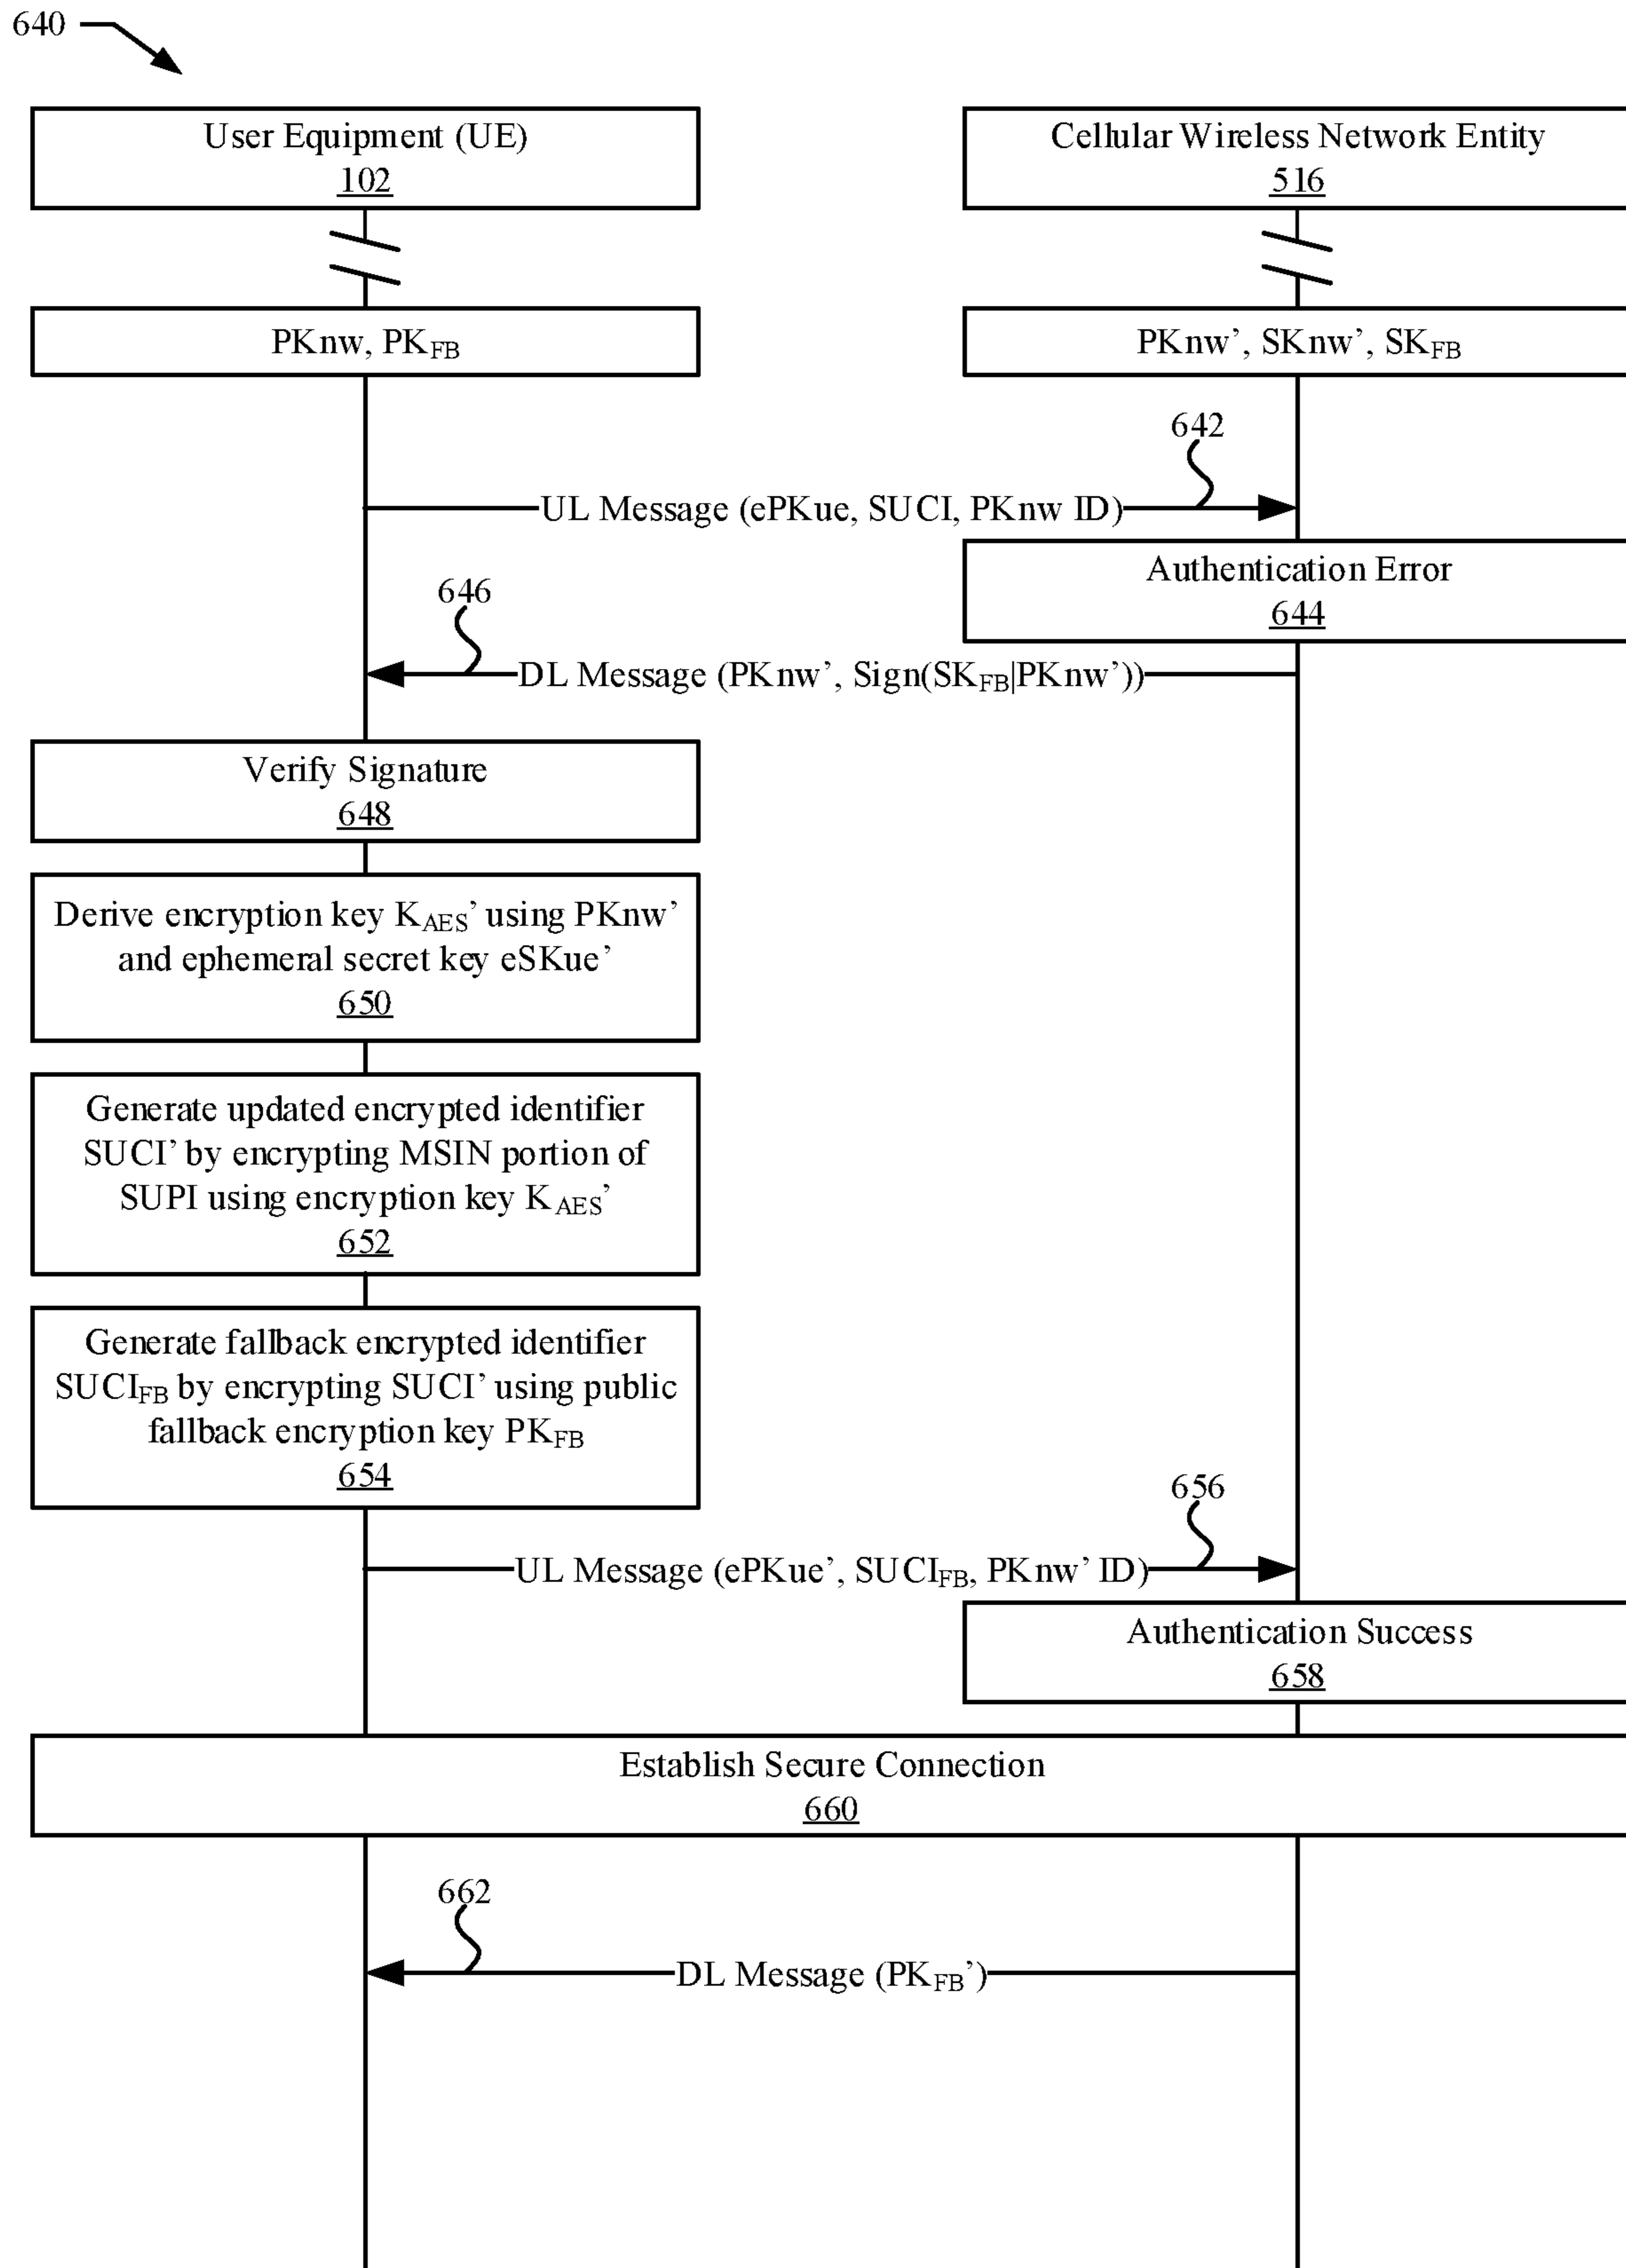 640
User Equipment (UE)
102
Cellular Wireless Network Entity
516
PKnw, PKFB
PKnw’, SKnw’, SKFB
642
UL Message (ePKue, SUCI, PKnw ID)
Authentication Error
644
646
DL Message (PKnw’, Sign(SKFB|PKnw’))
Verify Signature
648
Derive encryption key KAES’ using PKnw’
and ephemeral secret key eSKue’
650
Generate updated encrypted identifier
SUCI’ by encrypting MSIN portion of
SUPI using encryption key KAES’
652
Generate fallback encrypted identifier
SUCIFB by encrypting SUCI’ using public
fallback encryption key PKFB
654
656
UL Message (ePKue’, SUCIFB, PKnw’ ID)
Authentication Success
658
Establish Secure Connection
660
662
DL Message (PKFB’)